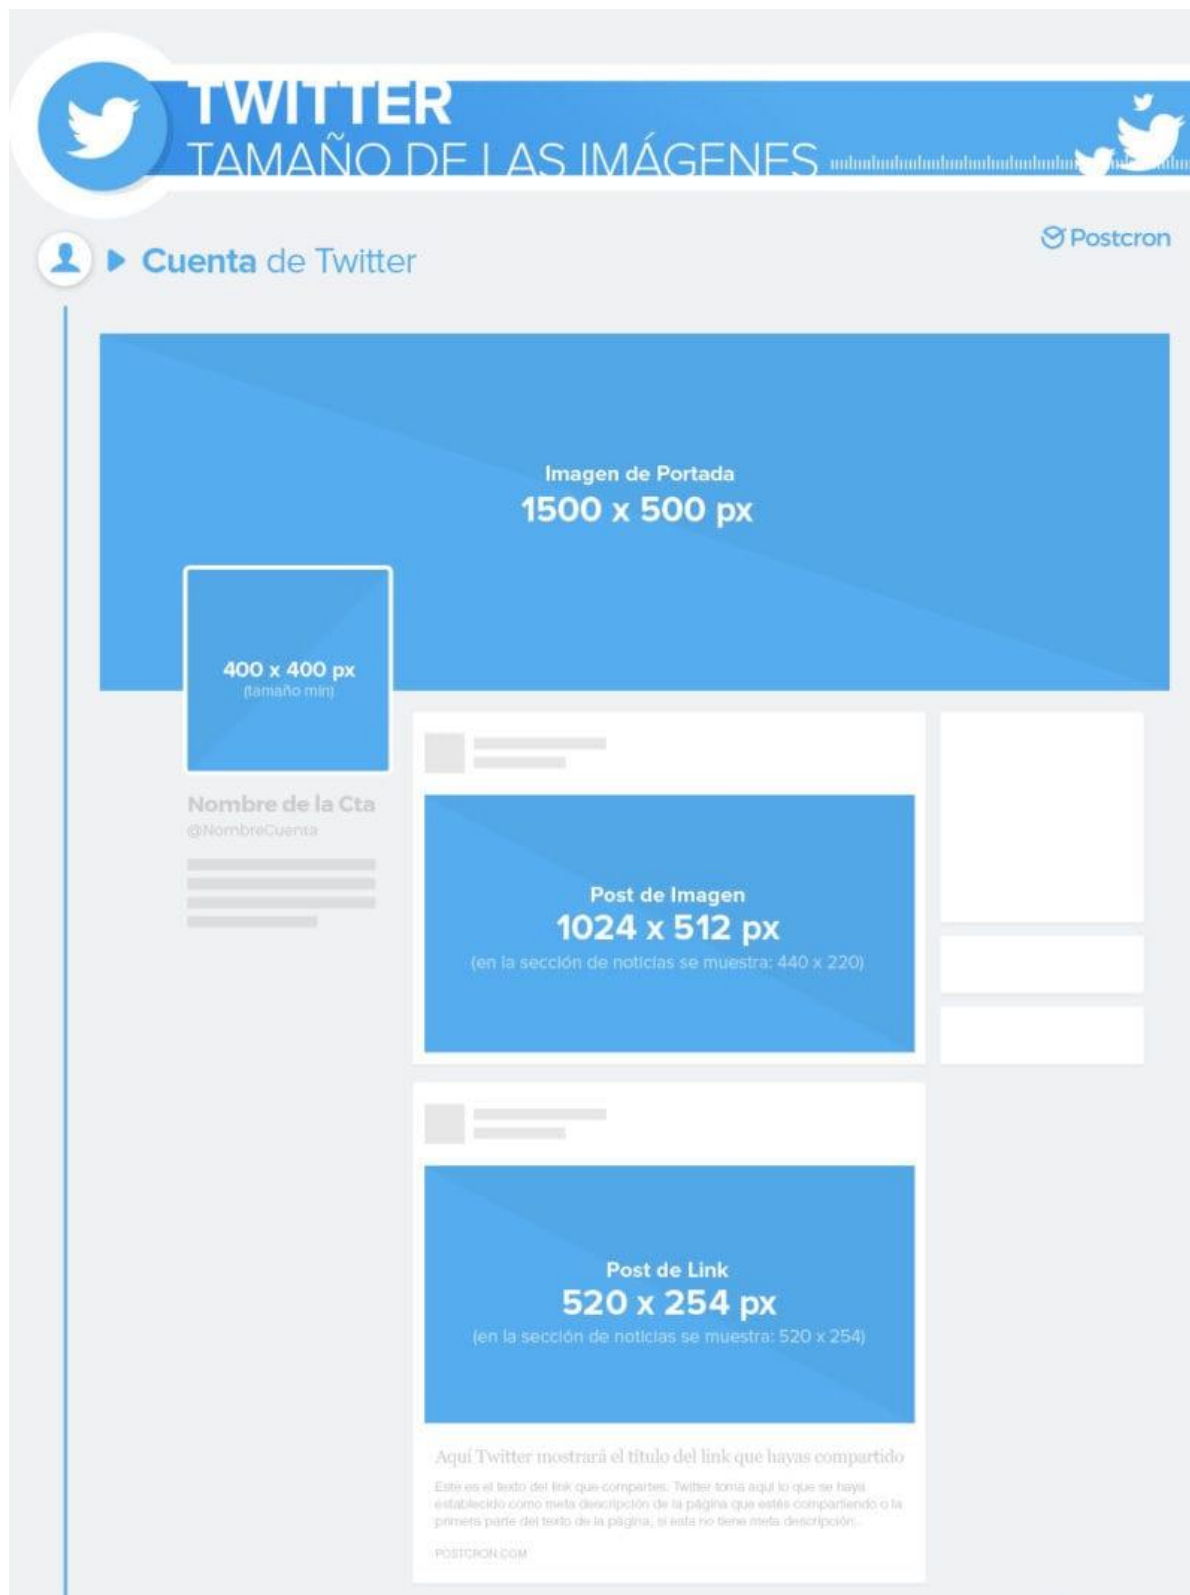 TWITTER
TAMAÑO DE LAS IMÁGENES
Postcron
Cuenta de Twitter
Imagen de Portada
1500 x 500 px
400 x 400 px
(tamaño min)
Nombre de la Cta
@NombreCuenta
Post de Imagen
1024 x 512 px
(en la sección de noticias se muestra: 440 x 220)
Post de Link
520 x 254 px
(en la sección de noticias se muestra: 520 x 254)
Aquí Twitter mostrará el título del link que hayas compartido
Este es el texto del link que compartes. Twitter toma aquí lo que se haya
establecido como meta descripción de la página que estés compartiendo o la
primera parte del texto de la página, si esta no tiene meta descripción..
POSTCRON.COM